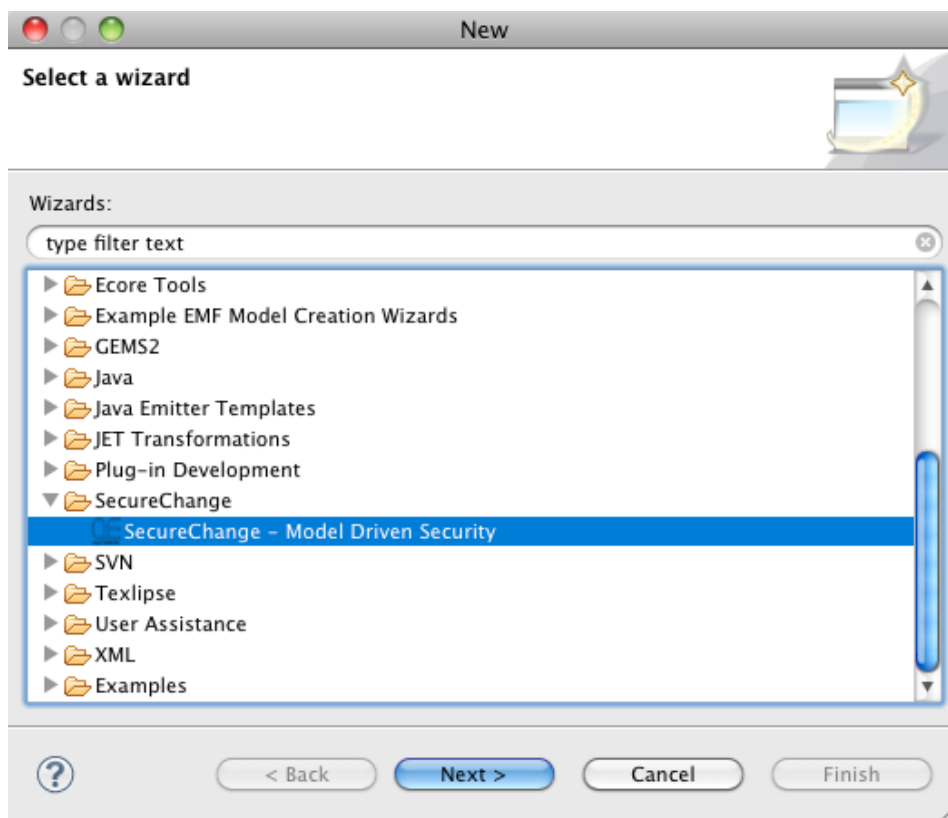 New
Select a wizard
Wizards:
type filter text
Ecore Tools
Example EMF Model Creation Wizards
GEMS2
Java
Java Emitter Templates
JET Transformations
Plug-in Development
SecureChange
SecureChange - Model Driven Security
SVN
Texlipse
User Assistance
XML
Examples
? < Back Next > Cancel Finish